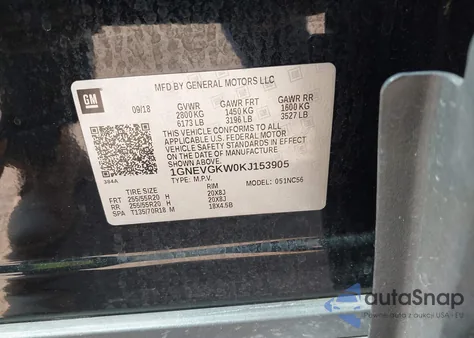 MFD BY GENERAL MOTORS LLC
GM
09/18 GVWR GAWR FRT GAWR RR
2800KG 1450 KG 1600 KG
6173 LB 3196 LB 3527 LB
THIS VEHICLE CONFORMS TO ALL
APPLICABLE U.S. FEDERAL MOTOR
VEHICLE SAFETY STANDARDS IN
EFFECT ON THE DATE OF MANUFACTURE
SHOWN ABOVE.
1GNEVGKW0KJ153905
384A TYPE: M.P.V. MODEL: 051NC56
TIRE SIZE RIM
FRT 255/55R20 H 20X8J
RR 255/55R20 H 20X8J
SPA T135/70R18 M 18X4.5B
autoSnap